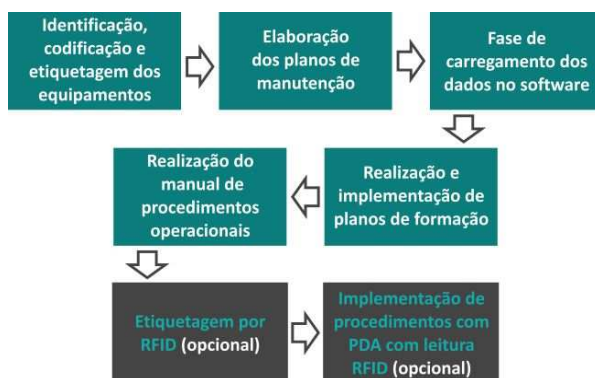 Identificação,
codificação e
etiquetagem dos
equipamentos
Elaboração
dos planos de
manutenção
Fase de
carregamento dos
dados no software
Realização e
implementação de
planos de formação
Realização do
manual de
procedimentos
operacionais
Etiquetagem por
RFID (opcional)
Implementação de
procedimentos com
PDA com leitura
RFID (opcional)